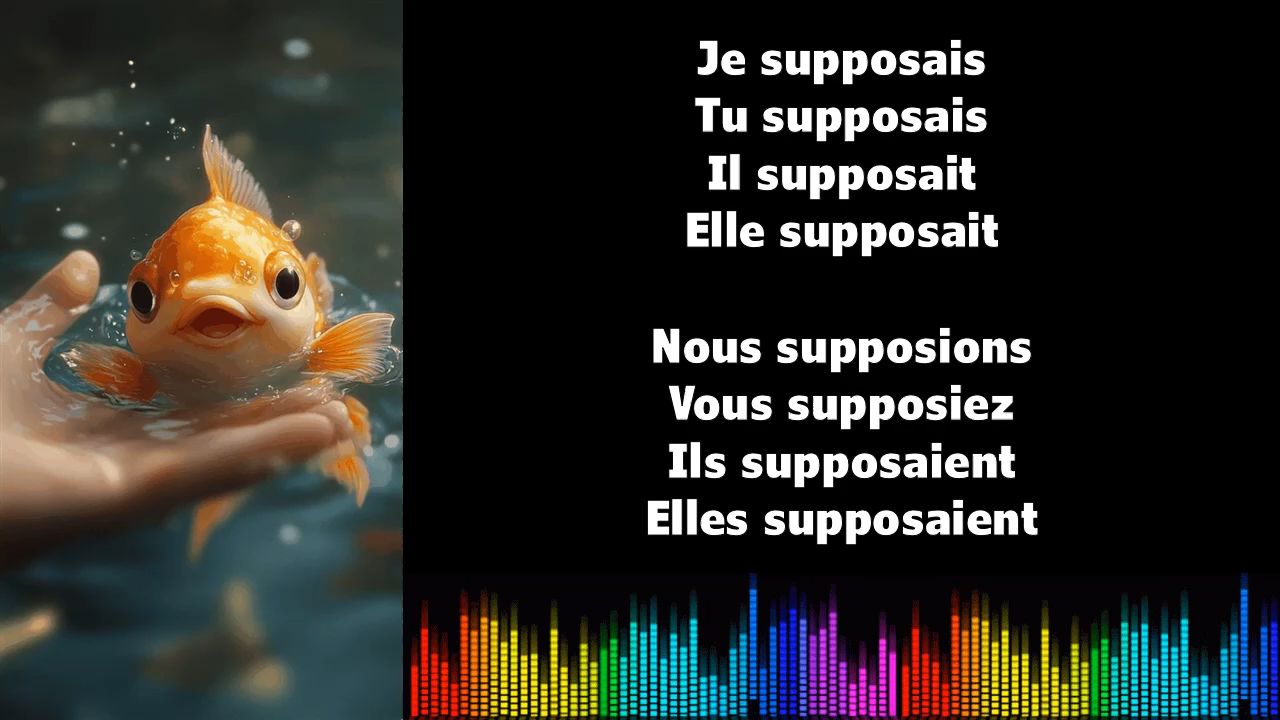 Je supposais
Tu supposais
Il supposait
Elle supposait
Nous supposions
Vous supposiez
Ils supposaient
Elles supposaient